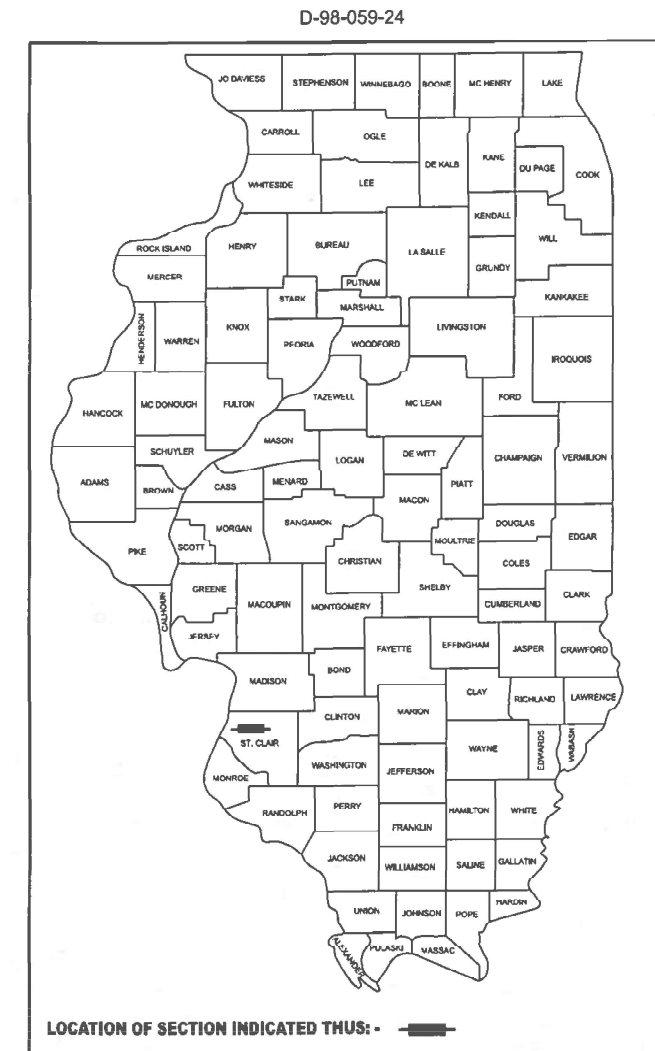 D-98-059-24
JO DAVIESS STEPHENSON WINNEBAGO BOONE MC HENRY LAKE
CARROLL OGLE DE KALB KANE DU PAGE COOK
WHITESIDE LEE
KENDALL WILL
ROCK ISLAND HENRY BUREAU LA SALLE GRUNDY
MERCER PUTNAM KANKAKEE
STARK MARSHALL
HENDERSON WARREN KNOX PEORIA WOODFORD LIVINGSTON IROQUOIS
HANCOCK MC DONOUGH FULTON TAZEWELL MC LEAN FORD
MASON
SCHUYLER LOGAN DE WITT CHAMPAIGN VERMILION
ADAMS BROWN CASS MENARD PIATT
MACON
SANGAMON DOUGLAS
PIKE SCOTT MORGAN CHRISTIAN MOULTRIE EDGAR
COLES
CALHOUN GREENE MACOUPIN MONTGOMERY SHELBY CUMBERLAND CLARK
JERSEY FAYETTE EFFINGHAM JASPER CRAWFORD
MADISON BOND
CLAY RICHLAND LAWRENCE
CLINTON MARION
ST. CLAIR WAYNE EDWARDS WABASH
MONROE WASHINGTON JEFFERSON
RANDOLPH PERRY HAMILTON WHITE
FRANKLIN
JACKSON WILLIAMSON SALINE GALLATIN
UNION JOHNSON POPE HARDIN
ALEXANDER PULASKI MASSAC
LOCATION OF SECTION INDICATED THUS: -